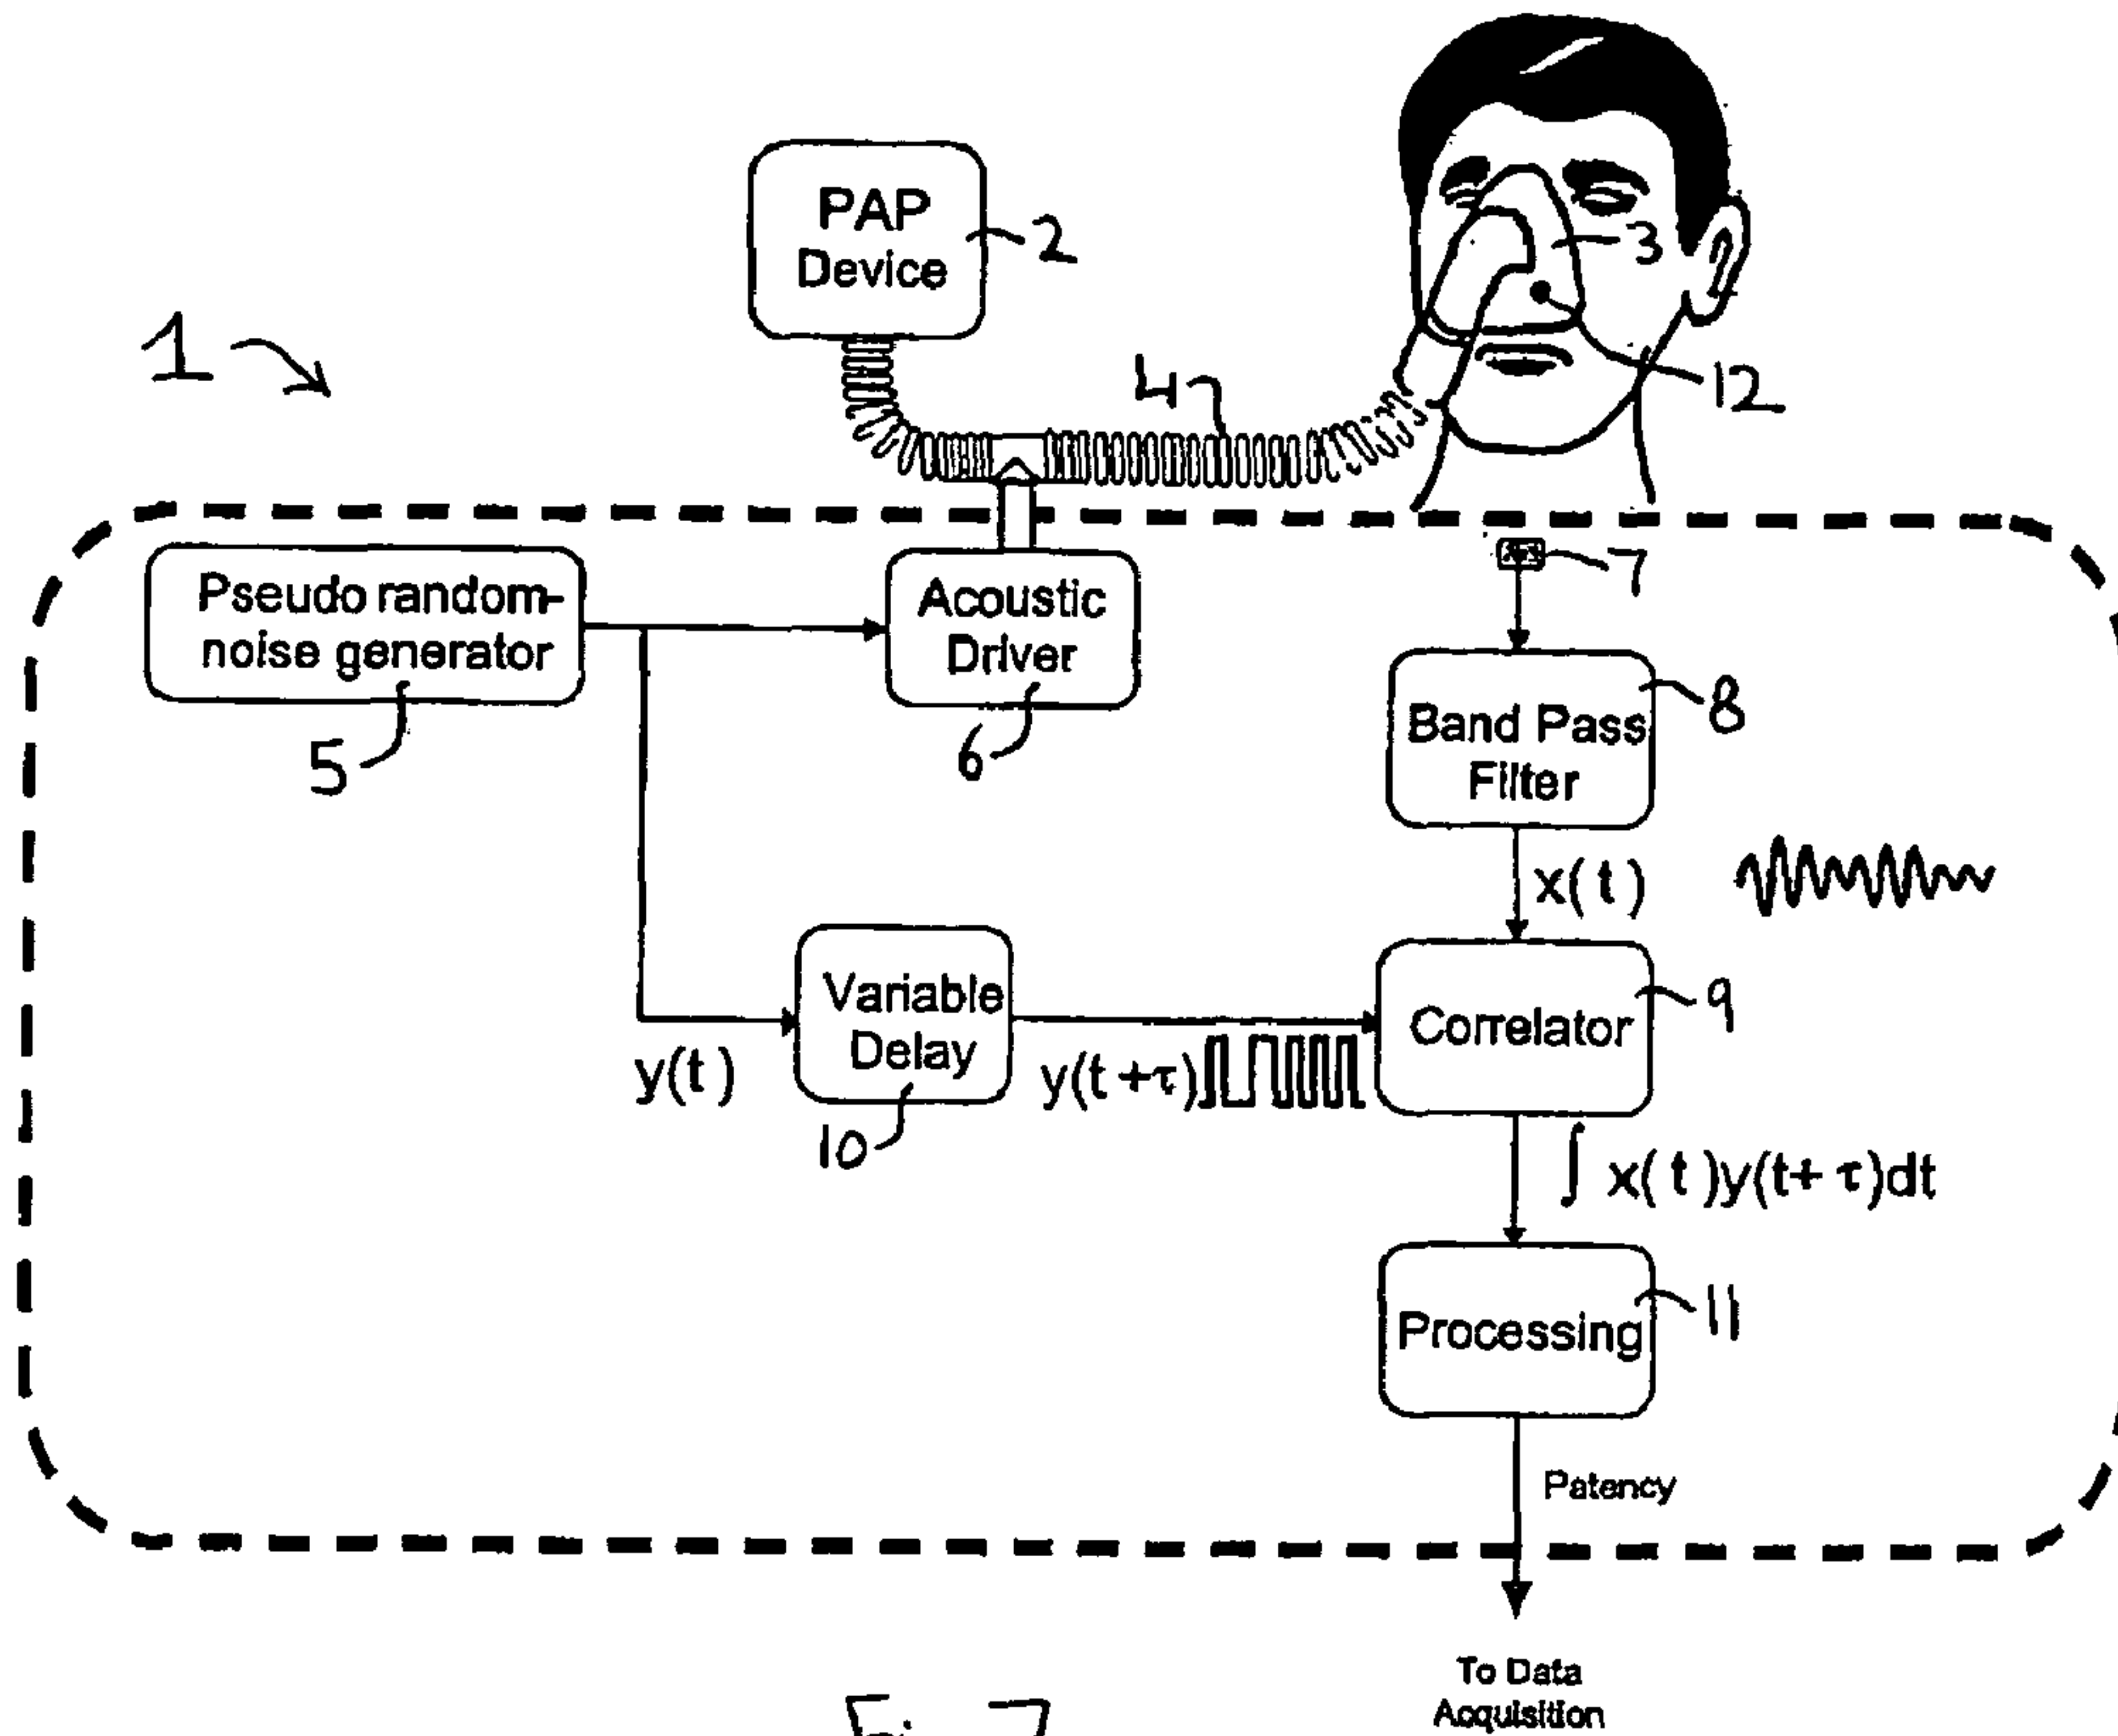 PAP
Device
2
3
1
4
12
Pseudo random-
noise generator
5
Acoustic
Driver
6
7
Band Pass
Filter
8
x(t)
Variable
Delay
10
y(t)
y(t+τ)
Correlator
9
∫ x(t)y(t+τ)dt
Processing
11
Patency
To Data
Acquisition